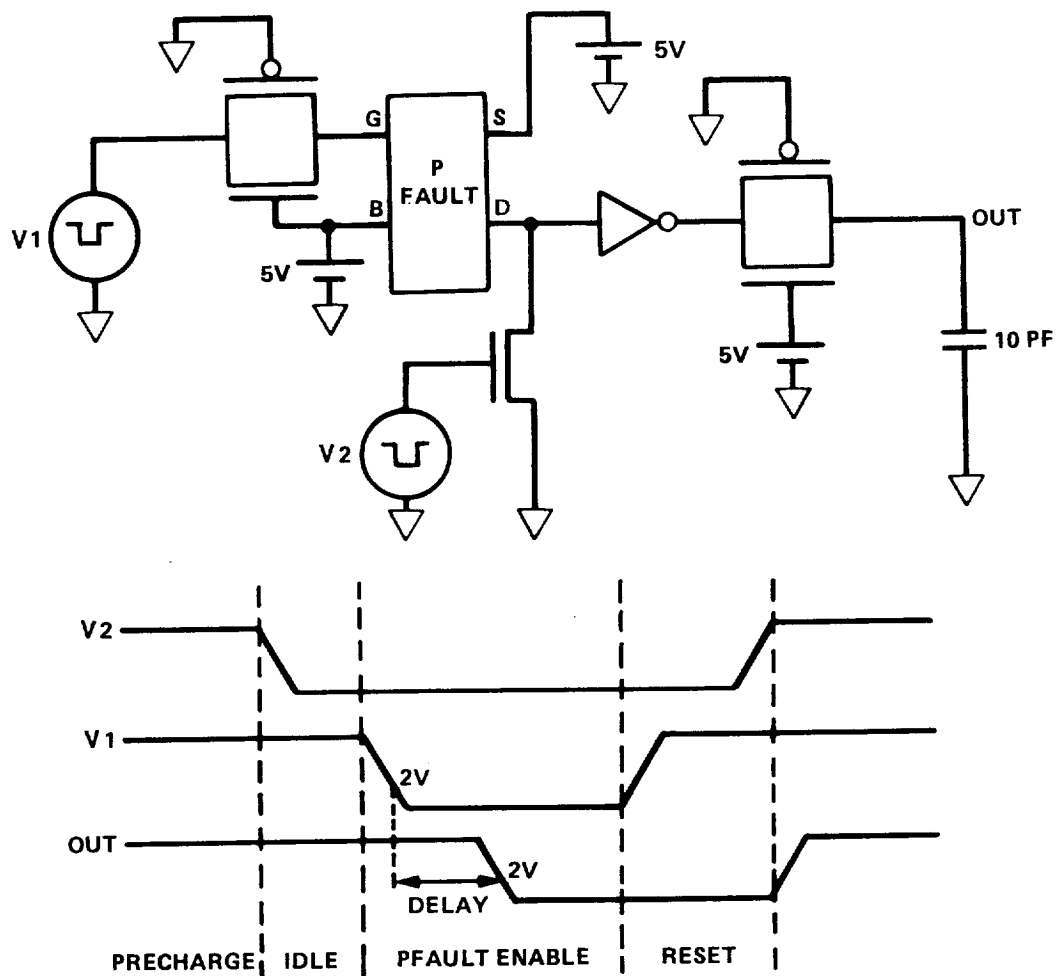 5V
G
S
P
FAULT
B
D
V1
5V
OUT
5V
10 PF
V2
V2
V1
2V
OUT
2V
DELAY
PRECHARGE
IDLE
PFAULT ENABLE
RESET